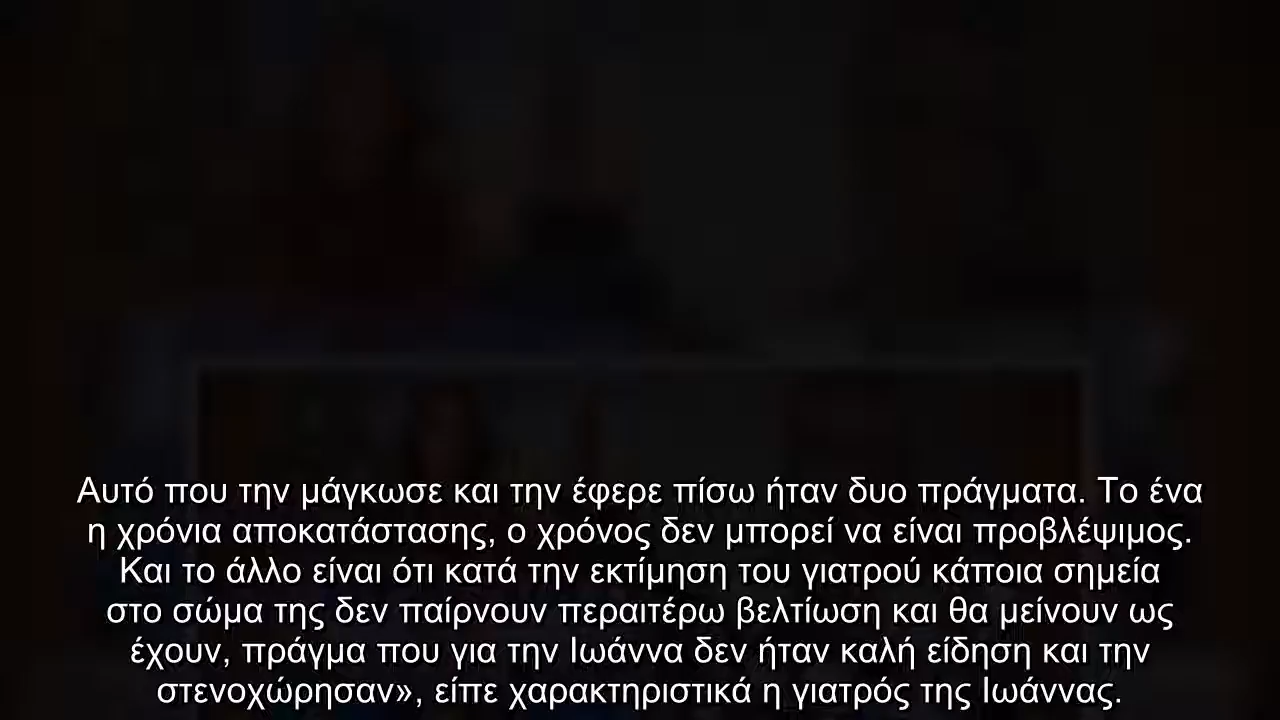 Αυτό που την μάγκωσε και την έφερε πίσω ήταν δυο πράγματα. Το ένα
η χρόνια αποκατάστασης, ο χρόνος δεν μπορεί να είναι προβλέψιμος.
Και το άλλο είναι ότι κατά την εκτίμηση του γιατρού κάποια σημεία
στο σώμα της δεν παίρνουν περαιτέρω βελτίωση και θα μείνουν ως
έχουν, πράγμα που για την Ιωάννα δεν ήταν καλή είδηση και την
στενοχώρησαν», είπε χαρακτηριστικά η γιατρός της Ιωάννας.